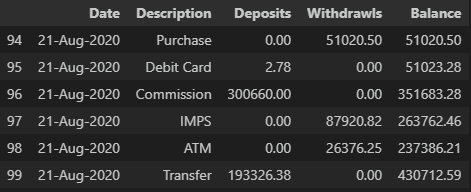 Date Description Deposits Withdrawls Balance
94 21-Aug-2020 Purchase 0.00 51020.50 51020.50
95 21-Aug-2020 Debit Card 2.78 0.00 51023.28
96 21-Aug-2020 Commission 300660.00 0.00 351683.28
97 21-Aug-2020 IMPS 0.00 87920.82 263762.46
98 21-Aug-2020 ATM 0.00 26376.25 237386.21
99 21-Aug-2020 Transfer 193326.38 0.00 430712.59